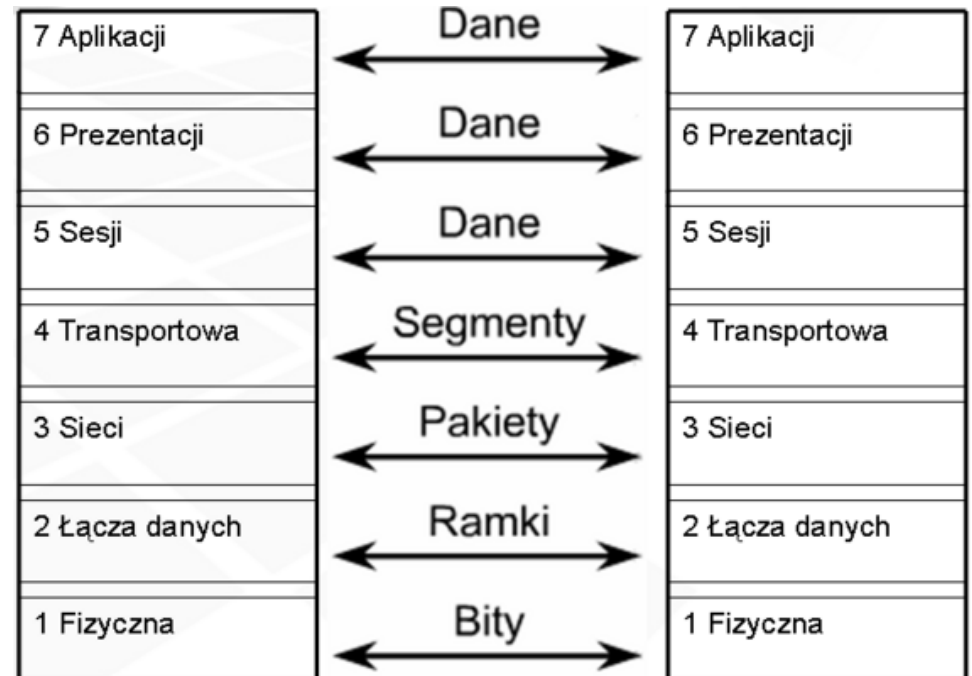 7 Aplikacji Dane 7 Aplikacji
6 Prezentacji Dane 6 Prezentacji
5 Sesji Dane 5 Sesji
4 Transportowa Segmenty 4 Transportowa
3 Sieci Pakiety 3 Sieci
2 Łącza danych Ramki 2 Łącza danych
1 Fizyczna Bity 1 Fizyczna